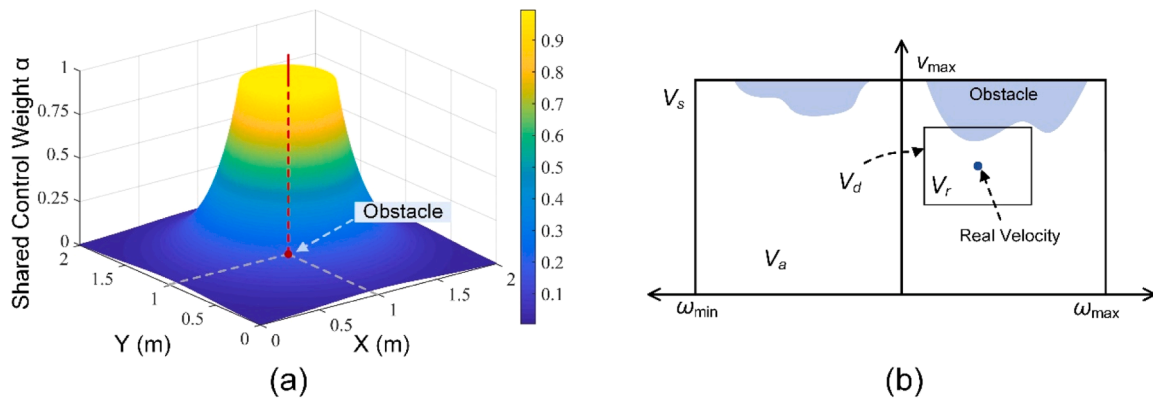 Shared Control Weight α
1
0.75
0.5
0.25
0
2
1.5
1
0.5
0
Y (m)
0
0.5
1
1.5
2
X (m)
Obstacle
0.9
0.8
0.7
0.6
0.5
0.4
0.3
0.2
0.1
(a)
vmax
Vs
Obstacle
Vd
Vr
Real Velocity
Va
ωmin
ωmax
(b)